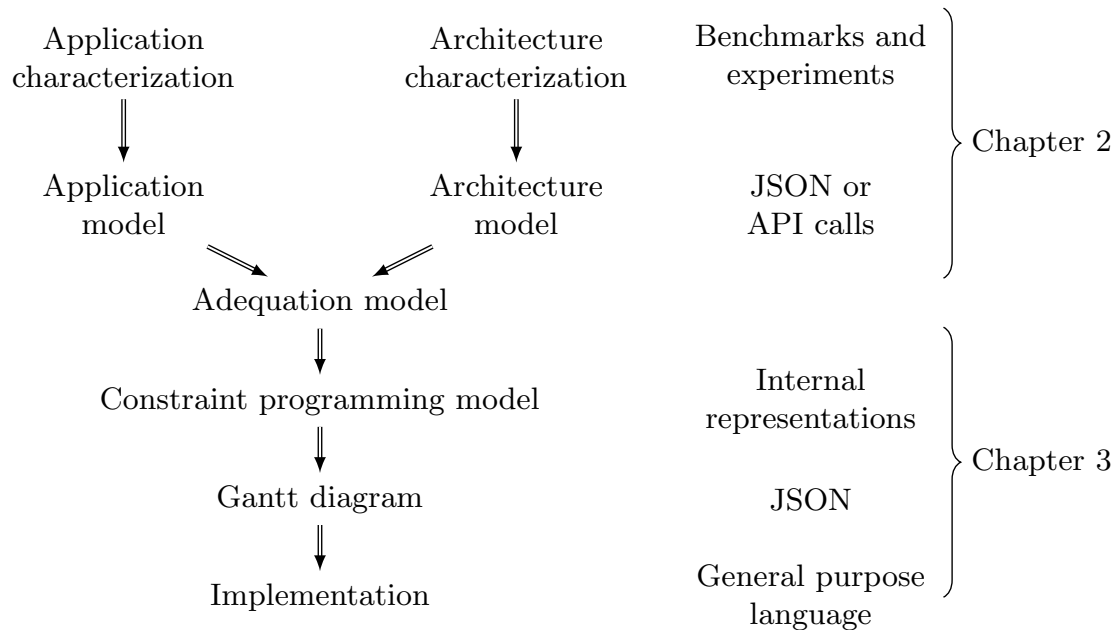 Application
characterization
Architecture
characterization
Benchmarks and
experiments
Chapter 2
Application
model
Architecture
model
JSON or
API calls
Adequation model
Constraint programming model
Internal
representations
Chapter 3
Gantt diagram
JSON
Implementation
General purpose
language